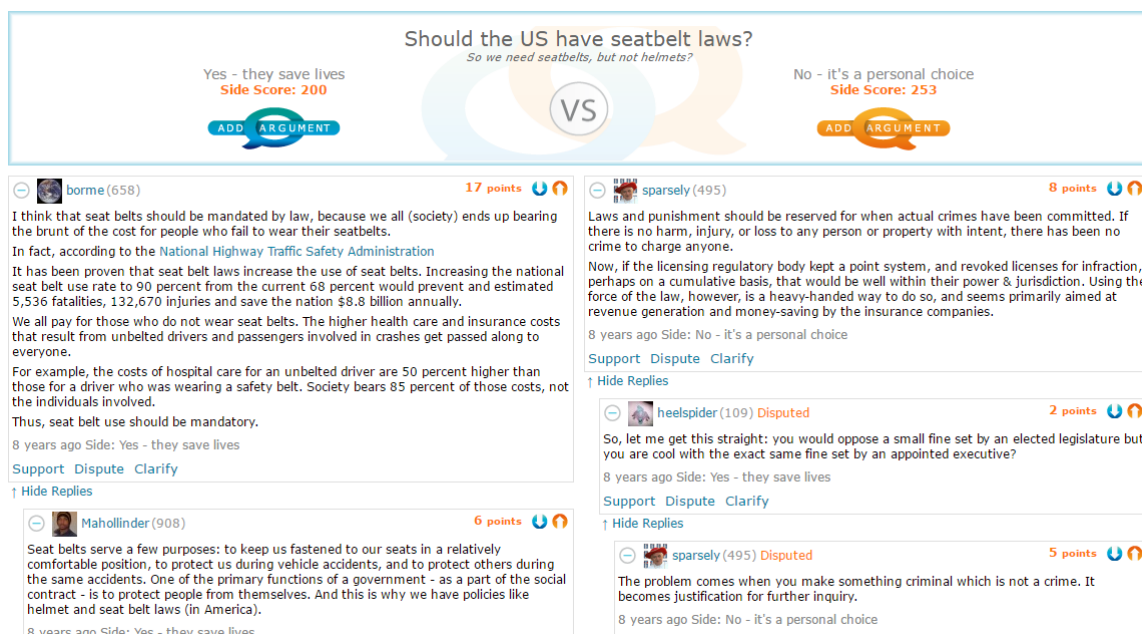 Should the US have seatbelt laws?
So we need seatbelts, but not helmets?
Yes - they save lives
Side Score: 200
ADD ARGUMENT
VS
No - it's a personal choice
Side Score: 253
ADD ARGUMENT
borme (658)
17 points
I think that seat belts should be mandated by law, because we all (society) ends up bearing
the brunt of the cost for people who fail to wear their seatbelts.
In fact, according to the National Highway Traffic Safety Administration
It has been proven that seat belt laws increase the use of seat belts. Increasing the national
seat belt use rate to 90 percent from the current 68 percent would prevent and estimated
5,536 fatalities, 132,670 injuries and save the nation $8.8 billion annually.
We all pay for those who do not wear seat belts. The higher health care and insurance costs
that result from unbelted drivers and passengers involved in crashes get passed along to
everyone.
For example, the costs of hospital care for an unbelted driver are 50 percent higher than
those for a driver who was wearing a safety belt. Society bears 85 percent of those costs, not
the individuals involved.
Thus, seat belt use should be mandatory.
8 years ago Side: Yes - they save lives
Support Dispute Clarify
↑ Hide Replies
Mahollinder (908)
6 points
Seat belts serve a few purposes: to keep us fastened to our seats in a relatively
comfortable position, to protect us during vehicle accidents, and to protect others during
the same accidents. One of the primary functions of a government - as a part of the social
contract - is to protect people from themselves. And this is why we have policies like
helmet and seat belt laws (in America).
8 years ago Side: Yes - they save lives
sparsely (495)
8 points
Laws and punishment should be reserved for when actual crimes have been committed. If
there is no harm, injury, or loss to any person or property with intent, there has been no
crime to charge anyone.
Now, if the licensing regulatory body kept a point system, and revoked licenses for infraction,
perhaps on a cumulative basis, that would be well within their power & jurisdiction. Using the
force of the law, however, is a heavy-handed way to do so, and seems primarily aimed at
revenue generation and money-saving by the insurance companies.
8 years ago Side: No - it's a personal choice
Support Dispute Clarify
↑ Hide Replies
heelspider (109) Disputed
2 points
So, let me get this straight: you would oppose a small fine set by an elected legislature but
you are cool with the exact same fine set by an appointed executive?
8 years ago Side: Yes - they save lives
Support Dispute Clarify
↑ Hide Replies
sparsely (495) Disputed
5 points
The problem comes when you make something criminal which is not a crime. It
becomes justification for further inquiry.
8 years ago Side: No - it's a personal choice